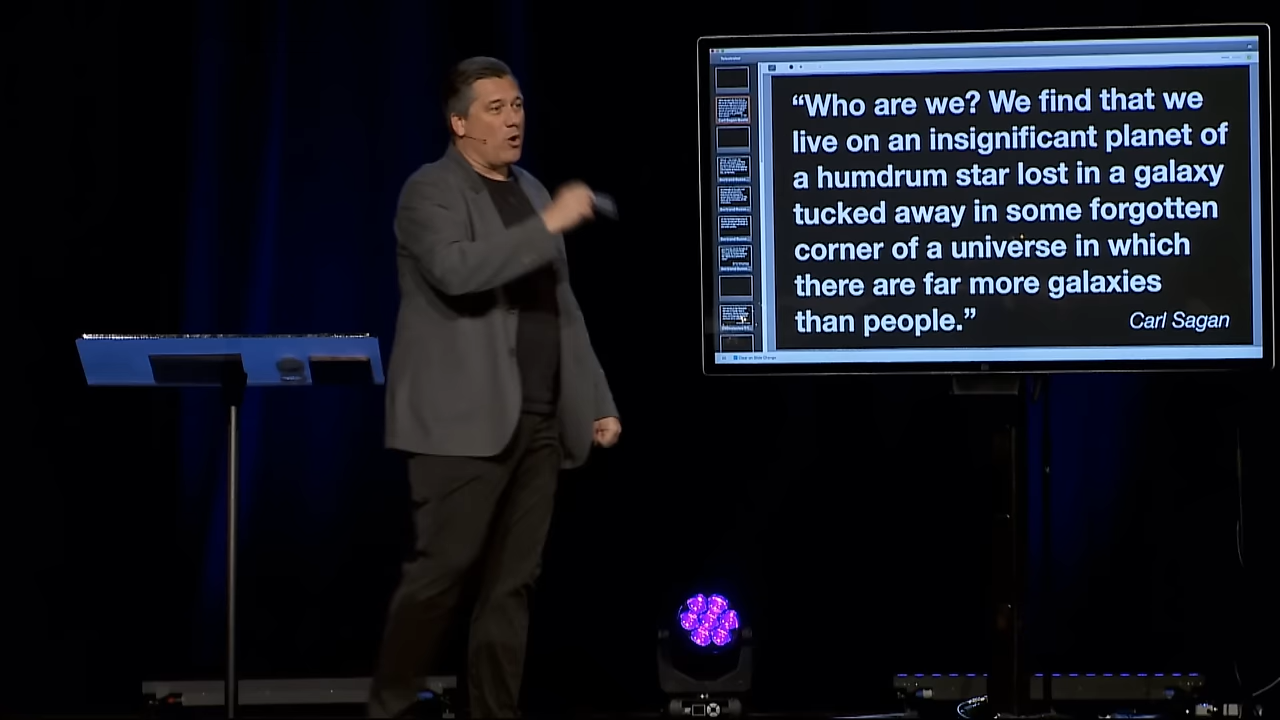 “Who are we? We find that we
live on an insignificant planet of
a humdrum star lost in a galaxy
tucked away in some forgotten
corner of a universe in which
there are far more galaxies
than people.”
Carl Sagan